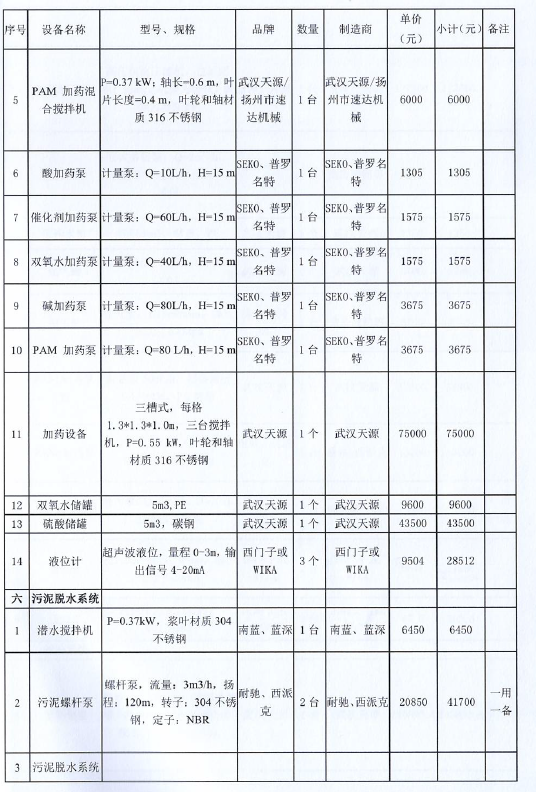 序号 设备名称 型号、规格 品牌 数量 制造商 单价（元） 小计（元） 备注
5 PAM 加药混合搅拌机 P=0.37 kW；轴长=0.6 m，叶片长度=0.4 m，叶轮和轴材质 316 不锈钢 武汉天源/扬州市速达机械 1 台 武汉天源/扬州市速达机械 6000 6000
6 酸加药泵 计量泵：Q=10L/h，H=15 m SEKO、普罗名特 1 台 SEKO、普罗名特 1305 1305
7 催化剂加药泵 计量泵：Q=60L/h，H=15 m SEKO、普罗名特 1 台 SEKO、普罗名特 1575 1575
8 双氧水加药泵 计量泵：Q=40L/h，H=15 m SEKO、普罗名特 1 台 SEKO、普罗名特 1575 1575
9 碱加药泵 计量泵：Q=80L/h，H=15 m SEKO、普罗名特 1 台 SEKO、普罗名特 3675 3675
10 PAM 加药泵 计量泵：Q=80 L/h，H=15 m SEKO、普罗名特 1 台 SEKO、普罗名特 3675 3675
11 加药设备 三槽式，每格 1.3*1.3*1.0m，三台搅拌机，P=0.55 kW，叶轮和轴材质 316 不锈钢 武汉天源 1 个 武汉天源 75000 75000
12 双氧水储罐 5m3,PE 武汉天源 1 个 武汉天源 9600 9600
13 硫酸储罐 5m3，碳钢 武汉天源 1 个 武汉天源 43500 43500
14 液位计 超声波液位，量程 0-3m，输出信号 4-20mA 西门子或 WIKA 3 个 西门子或 WIKA 9504 28512
六 污泥脱水系统
1 潜水搅拌机 P=0.37kW，桨叶材质 304 不锈钢 南蓝、蓝深 1 台 南蓝、蓝深 6450 6450
2 污泥螺杆泵 螺杆泵，流量：3m3/h，扬程：120m，转子：304 不锈钢，定子：NBR 耐驰、西派克 2 台 耐驰、西派克 20850 41700 一用一备
3 污泥脱水系统